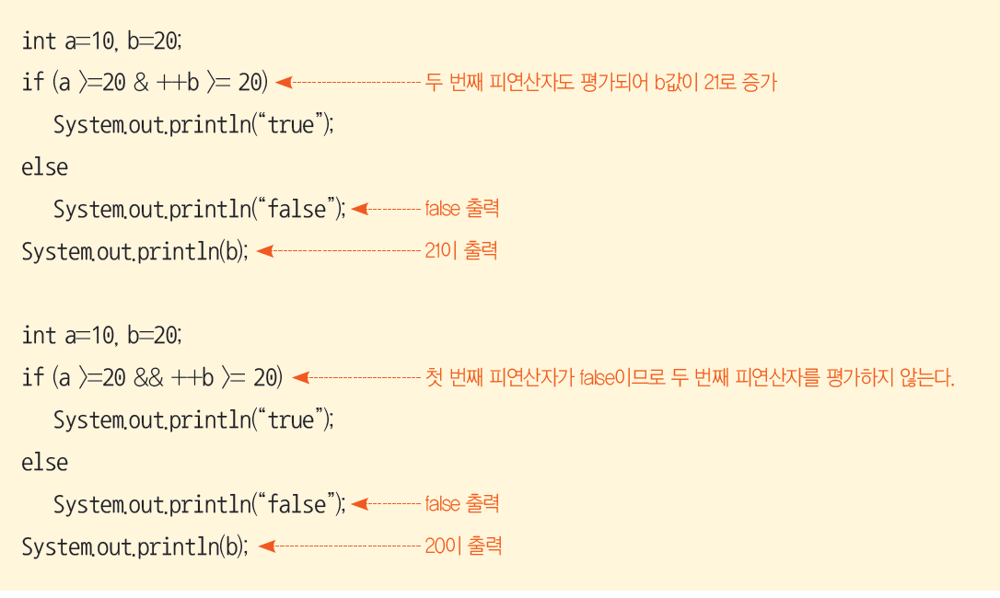 int a=10, b=20;
if (a >=20 & ++b >= 20) 두 번째 피연산자도 평가되어 b값이 21로 증가
System.out.println(“true”);
else
System.out.println(“false”); false 출력
System.out.println(b); 21이 출력
int a=10, b=20;
if (a >=20 && ++b >= 20) 첫 번째 피연산자가 false이므로 두 번째 피연산자를 평가하지 않는다.
System.out.println(“true”);
else
System.out.println(“false”); false 출력
System.out.println(b); 20이 출력